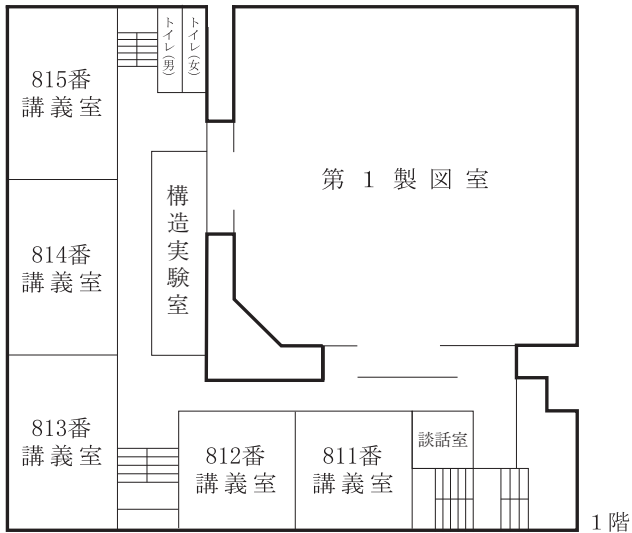 トイレ(男)
トイレ(女)
815番
講義室
第1製図室
構造実験室
814番
講義室
813番
講義室
812番
講義室
811番
講義室
談話室
1階